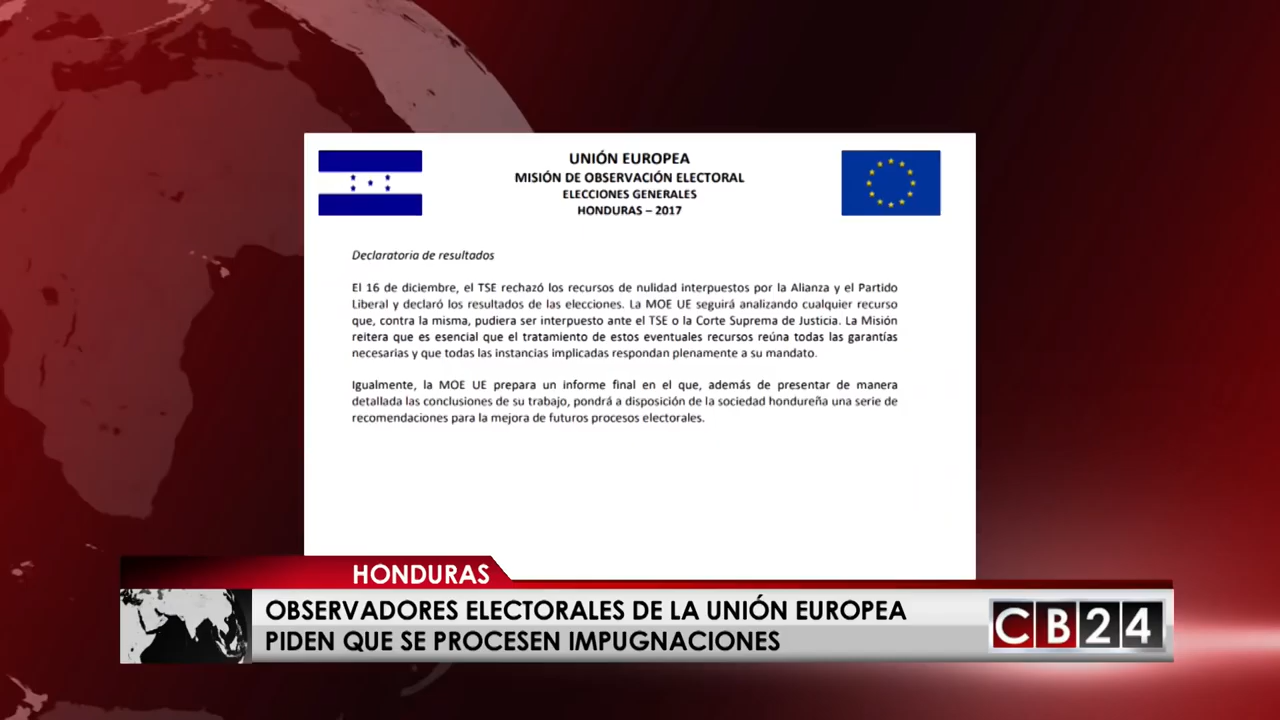 UNIÓN EUROPEA
MISIÓN DE OBSERVACIÓN ELECTORAL
ELECCIONES GENERALES
HONDURAS – 2017
Declaratoria de resultados
El 16 de diciembre, el TSE rechazó los recursos de nulidad interpuestos por la Alianza y el Partido
Liberal y declaró los resultados de las elecciones. La MOE UE seguirá analizando cualquier recurso
que, contra la misma, pudiera ser interpuesto ante el TSE o la Corte Suprema de Justicia. La Misión
reitera que es esencial que el tratamiento de estos eventuales recursos reúna todas las garantías
necesarias y que todas las instancias implicadas respondan plenamente a su mandato.
Igualmente, la MOE UE prepara un informe final en el que, además de presentar de manera
detallada las conclusiones de su trabajo, pondrá a disposición de la sociedad hondureña una serie de
recomendaciones para la mejora de futuros procesos electorales.
HONDURAS
OBSERVADORES ELECTORALES DE LA UNIÓN EUROPEA
PIDEN QUE SE PROCESEN IMPUGNACIONES
CB24